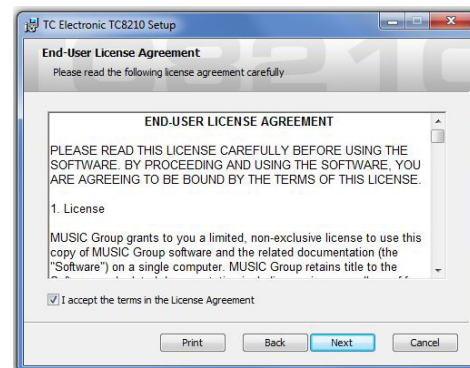 TC Electronic TC8210 Setup
End-User License Agreement
Please read the following license agreement carefully
END-USER LICENSE AGREEMENT
PLEASE READ THIS LICENSE CAREFULLY BEFORE USING THE
SOFTWARE. BY PROCEEDING AND USING THE SOFTWARE, YOU
ARE AGREEING TO BE BOUND BY THE TERMS OF THIS LICENSE.
1. License
MUSIC Group grants to you a limited, non-exclusive license to use this
copy of MUSIC Group software and the related documentation (the
"Software") on a single computer. MUSIC Group retains title to the
I accept the terms in the License Agreement
Print Back Next Cancel